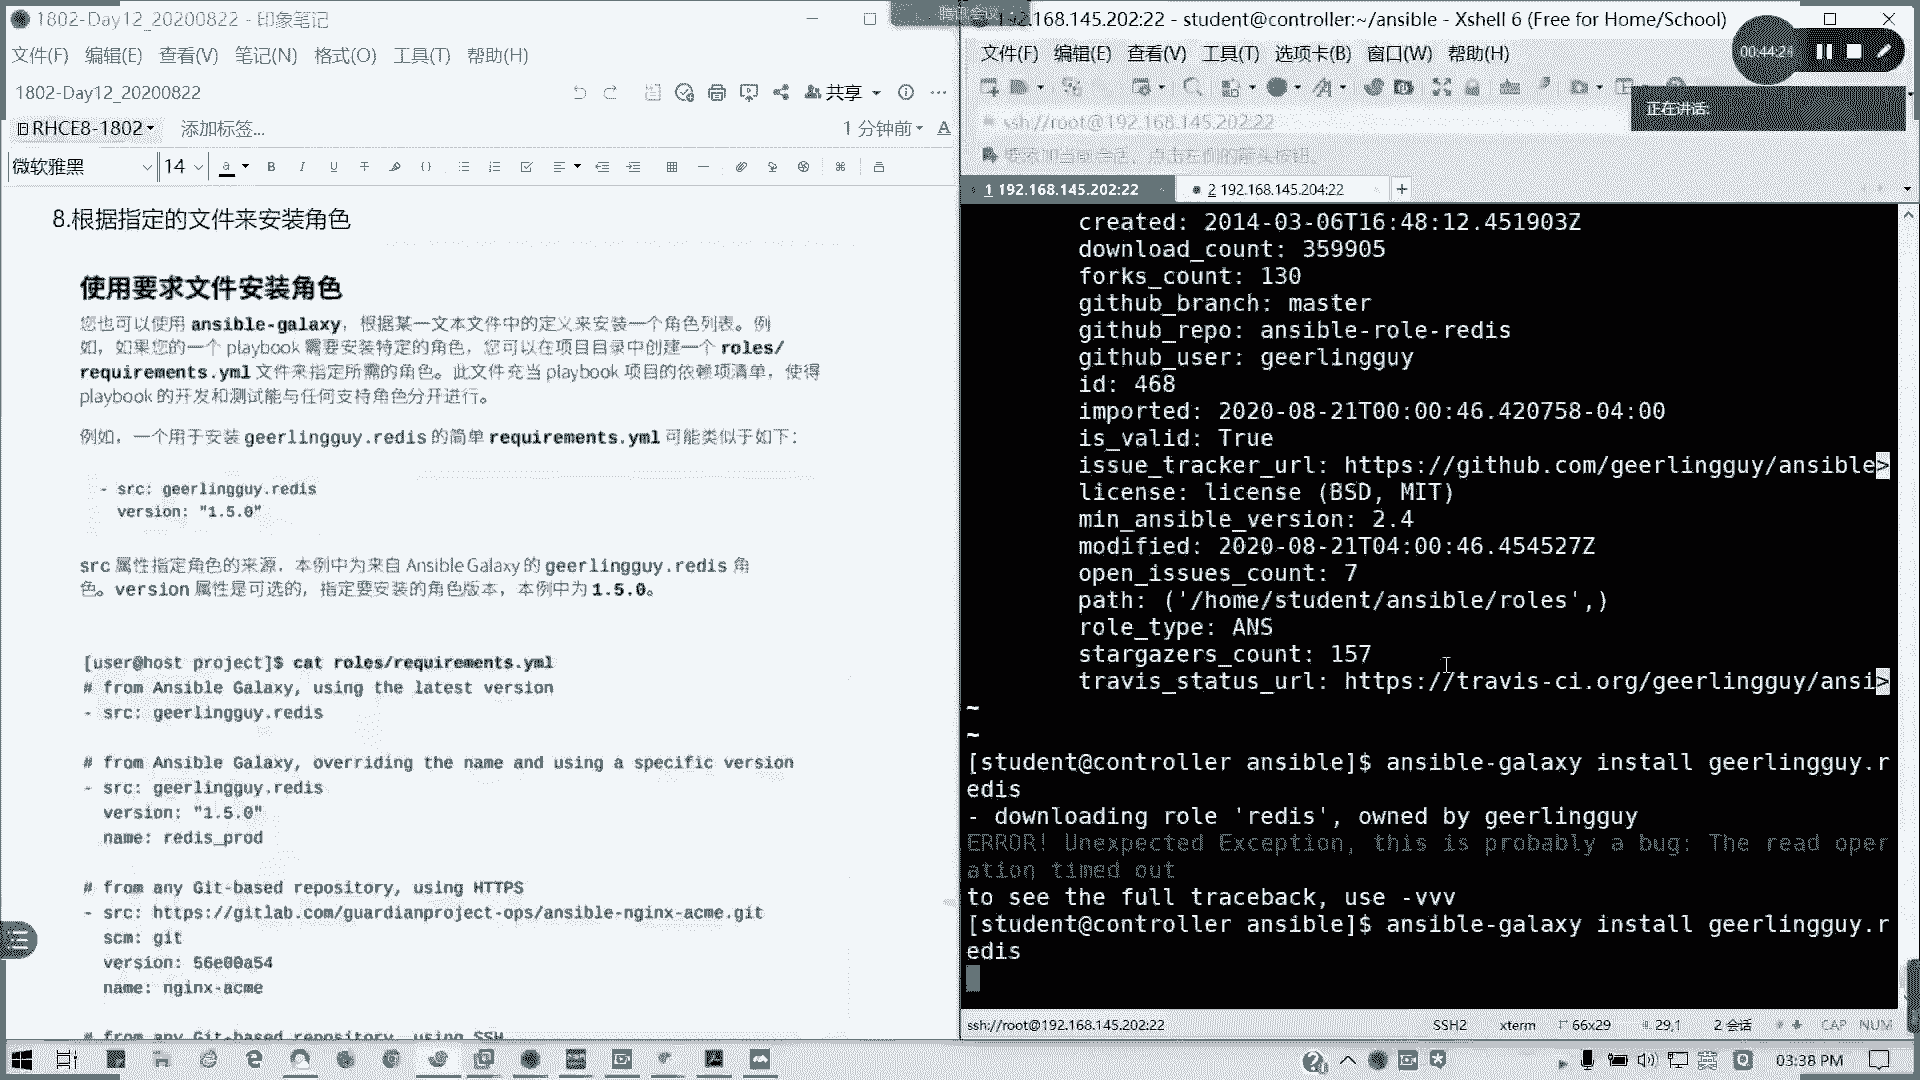 1802-Day12_20200822 - 印象笔记
文件(F) 编辑(E) 查看(V) 笔记(N) 格式(O) 工具(T) 帮助(H)
1802-Day12_20200822
共享
RHCE8-1802
添加标签...
1 分钟前
微软雅黑
14
8.根据指定的文件来安装角色
使用要求文件安装角色
您也可以使用 ansible-galaxy，根据某一文本文件中的定义来安装一个角色列表。例
如，如果您的一个 playbook 需要安装特定的角色，您可以在项目目录中创建一个 roles/
requirements.yml 文件来指定所需的角色。此文件充当 playbook 项目的依赖项清单，使得
playbook 的开发和测试能与任何支持角色分开进行。
例如，一个用于安装 geerlingguy.redis 的简单 requirements.yml 可能类似于如下：
- src: geerlingguy.redis
version: "1.5.0"
src 属性指定角色的来源，本例中为来自 Ansible Galaxy 的 geerlingguy.redis 角
色。version 属性是可选的，指定要安装的角色版本，本例中为 1.5.0。
[user@host project]$ cat roles/requirements.yml
# from Ansible Galaxy, using the latest version
- src: geerlingguy.redis
# from Ansible Galaxy, overriding the name and using a specific version
- src: geerlingguy.redis
version: "1.5.0"
name: redis_prod
# from any Git-based repository, using HTTPS
- src: https://gitlab.com/guardianproject-ops/ansible-nginx-acme.git
scm: git
version: 56e00a54
name: nginx-acme
# from any Git-based repository, using SSH
腾讯会议
192.168.145.202:22 - student@controller:~/ansible - Xshell 6 (Free for Home/School)
文件(F) 编辑(E) 查看(V) 工具(T) 选项卡(B) 窗口(W) 帮助(H)
00:44:24
正在讲话:
ssh://root@192.168.145.202:22
要添加当前会话，点击左侧的箭头按钮。
1 192.168.145.202:22
2 192.168.145.204:22
created: 2014-03-06T16:48:12.451903Z
download_count: 359905
forks_count: 130
github_branch: master
github_repo: ansible-role-redis
github_user: geerlingguy
id: 468
imported: 2020-08-21T00:00:46.420758-04:00
is_valid: True
issue_tracker_url: https://github.com/geerlingguy/ansible>
license: license (BSD, MIT)
min_ansible_version: 2.4
modified: 2020-08-21T04:00:46.454527Z
open_issues_count: 7
path: ('/home/student/ansible/roles',)
role_type: ANS
stargazers_count: 157
travis_status_url: https://travis-ci.org/geerlingguy/ansi>
~
~
[student@controller ansible]$ ansible-galaxy install geerlingguy.r
edis
- downloading role 'redis', owned by geerlingguy
ERROR! Unexpected Exception, this is probably a bug: The read oper
ation timed out
to see the full traceback, use -vvv
[student@controller ansible]$ ansible-galaxy install geerlingguy.r
edis
ssh://root@192.168.145.202:22
SSH2
xterm
66x29
29,1
2 会话
CAP NUM
03:38 PM